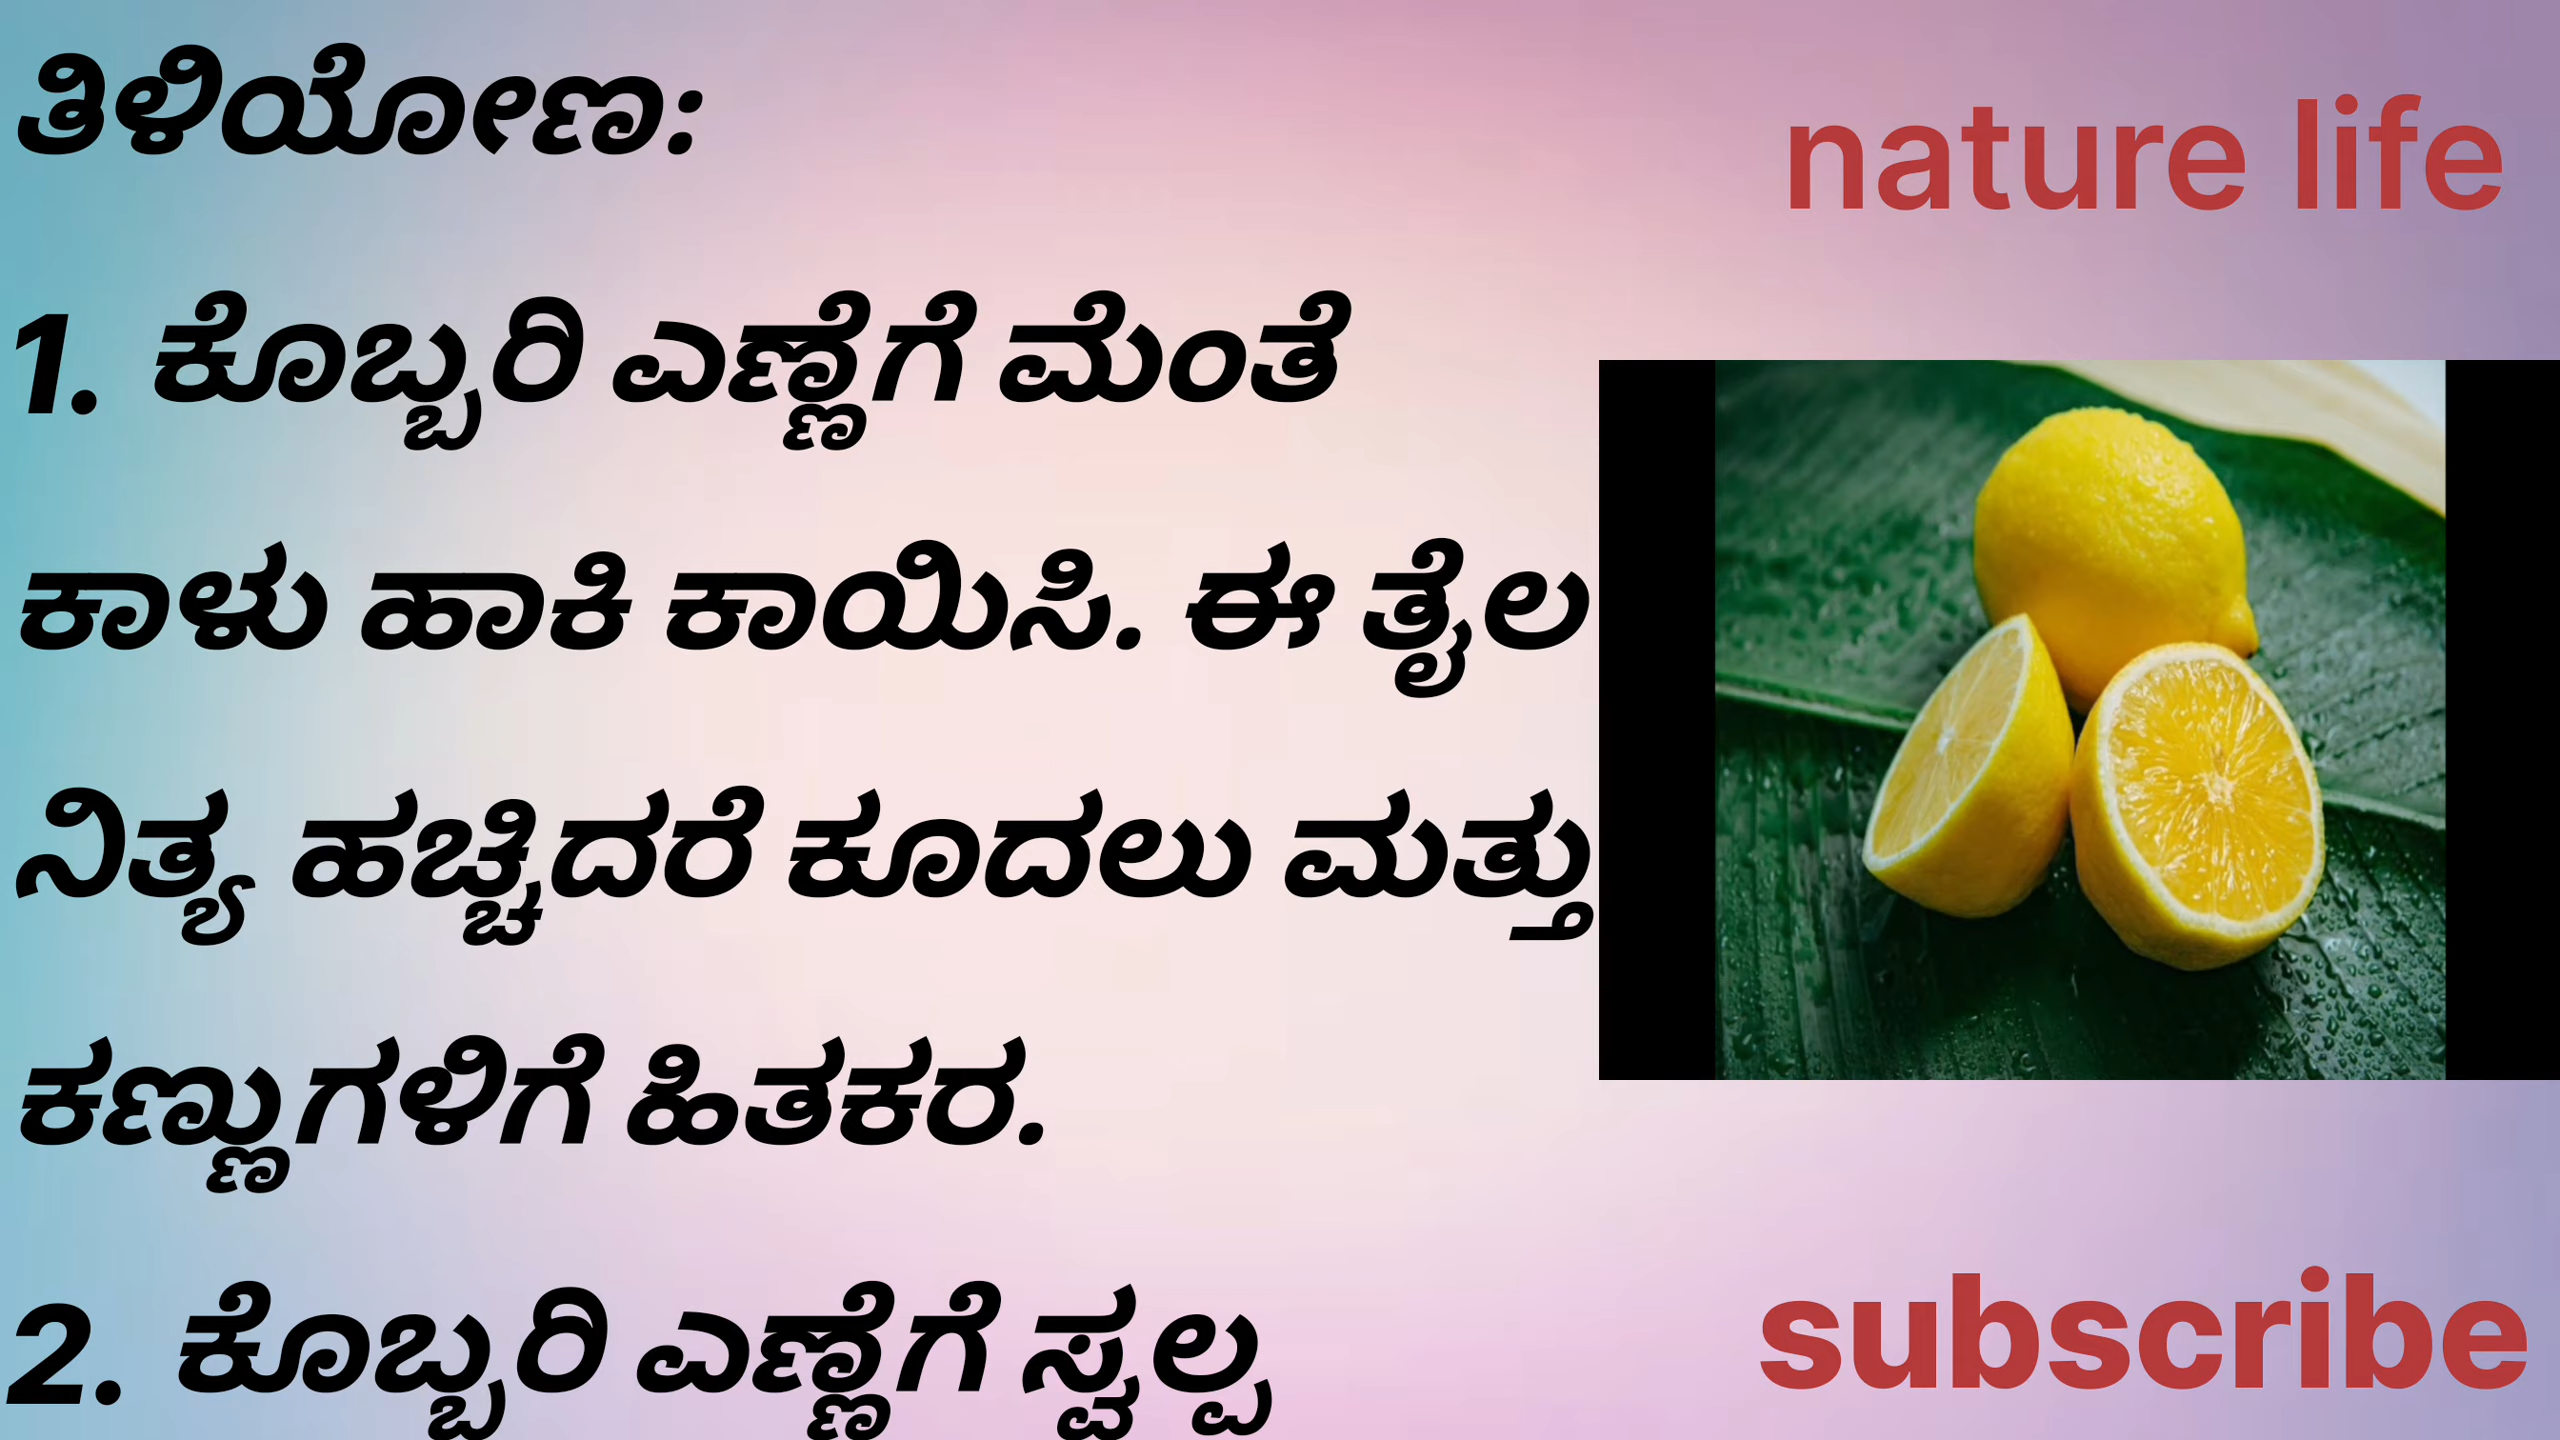 ತಿಳಿಯೋಣ:
nature life
1. ಕೊಬ್ಬರಿ ಎಣ್ಣೆಗೆ ಮೆಂತೆ
ಕಾಳು ಹಾಕಿ ಕಾಯಿಸಿ. ಈ ತೈಲ
ನಿತ್ಯ ಹಚ್ಚಿದರೆ ಕೂದಲು ಮತ್ತು
ಕಣ್ಣುಗಳಿಗೆ ಹಿತಕರ.
2. ಕೊಬ್ಬರಿ ಎಣ್ಣೆಗೆ ಸ್ವಲ್ಪ
subscribe